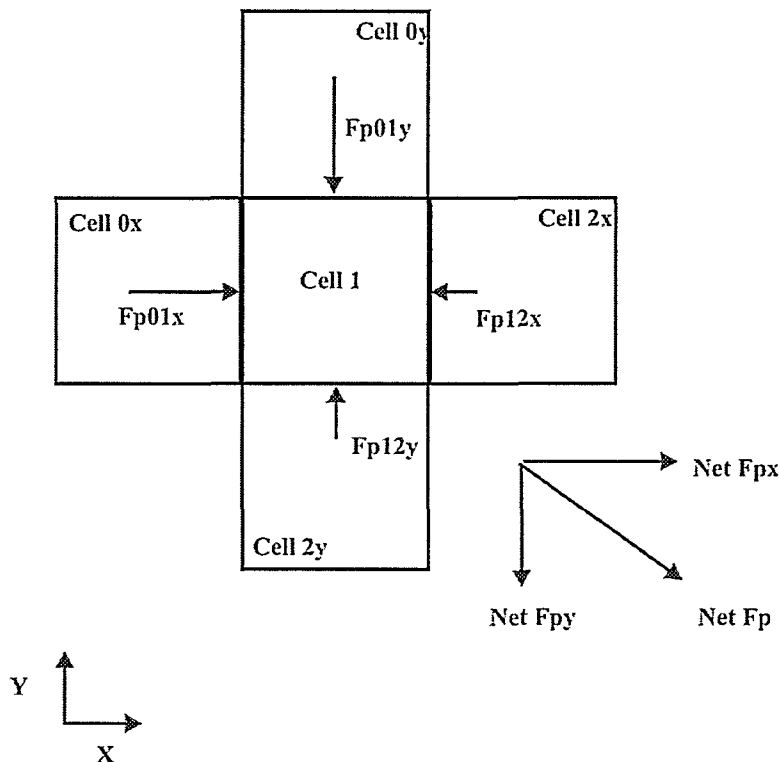 Cell 0y
Fp01y
Cell 0x
Cell 2x
Cell 1
Fp01x
Fp12x
Fp12y
Net Fpx
Cell 2y
Net Fpy
Net Fp
Y
X